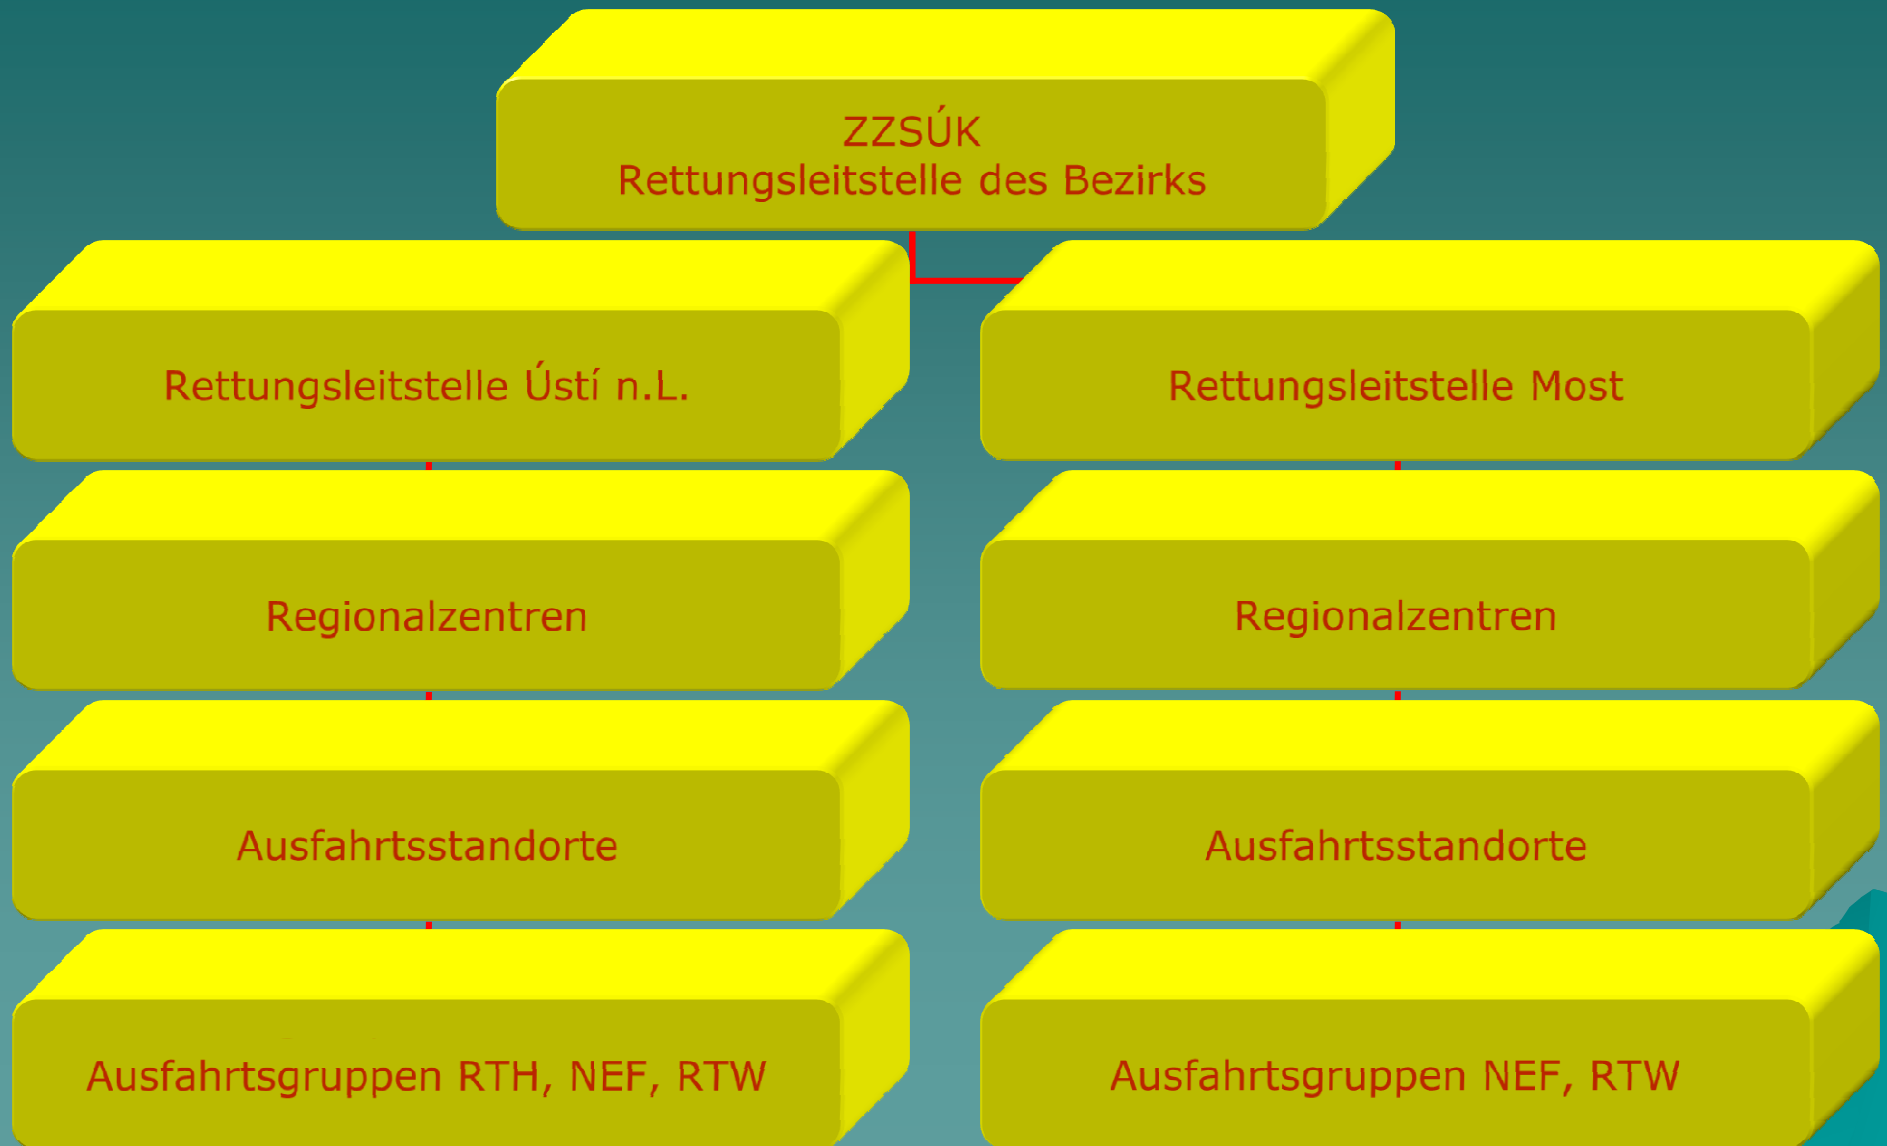 ZZSÚK
Rettungsleitstelle des Bezirks
Rettungsleitstelle Ústí n.L.
Rettungsleitstelle Most
Regionalzentren
Regionalzentren
Ausfahrtsstandorte
Ausfahrtsstandorte
Ausfahrtsgruppen RTH, NEF, RTW
Ausfahrtsgruppen NEF, RTW